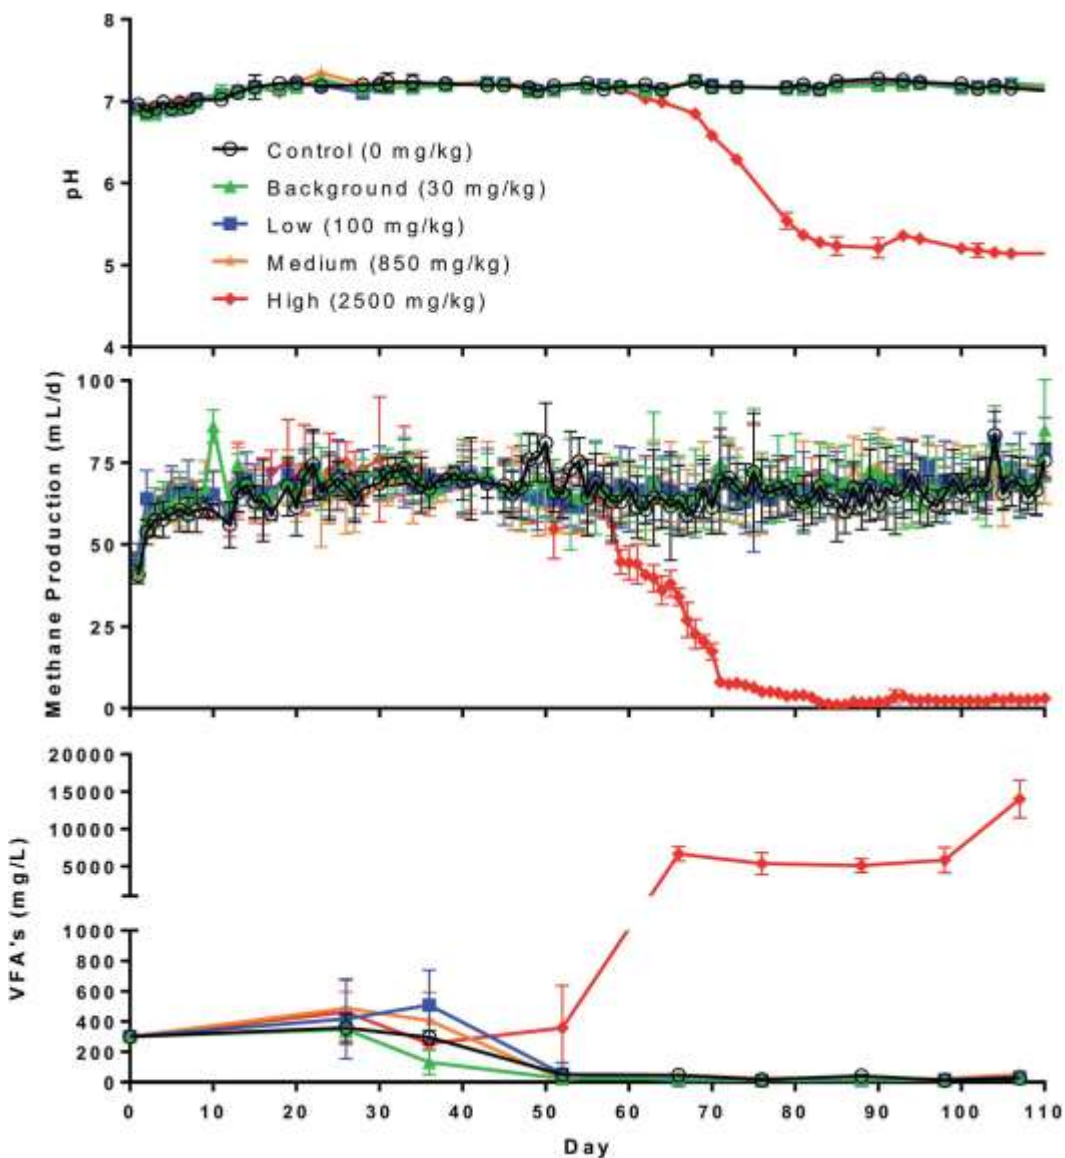 8
7
6
5
4
pH
Control (0 mg/kg)
Background (30 mg/kg)
Low (100 mg/kg)
Medium (850 mg/kg)
High (2500 mg/kg)
100
75
50
25
0
Methane Production (mL/d)
20000
15000
10000
5000
1000
800
600
400
200
0
VFA's (mg/L)
0 10 20 30 40 50 60 70 80 90 100 110
Day